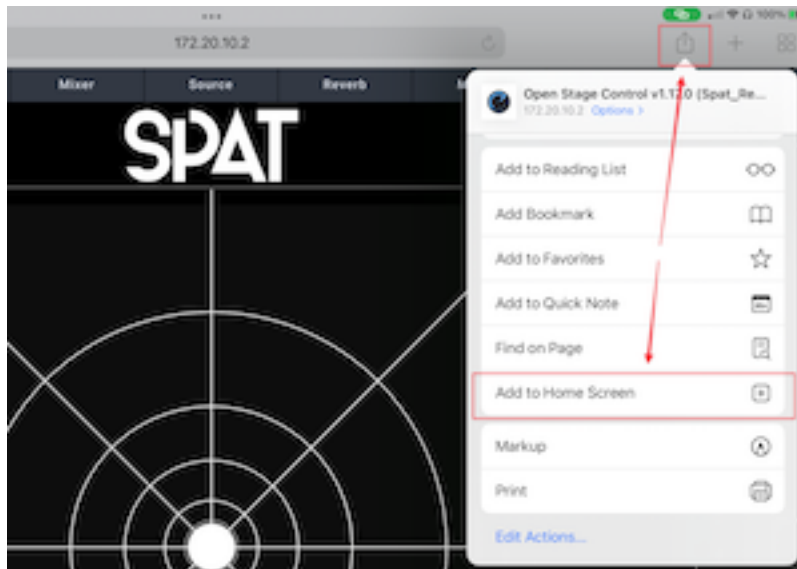 100%
172.20.10.2
Mixer Source Reverb
SPAT
Open Stage Control v1.17.0 (Spat_Re...
172.20.10.2 Options >
Add to Reading List
Add Bookmark
Add to Favorites
Add to Quick Note
Find on Page
Add to Home Screen
Markup
Print
Edit Actions...